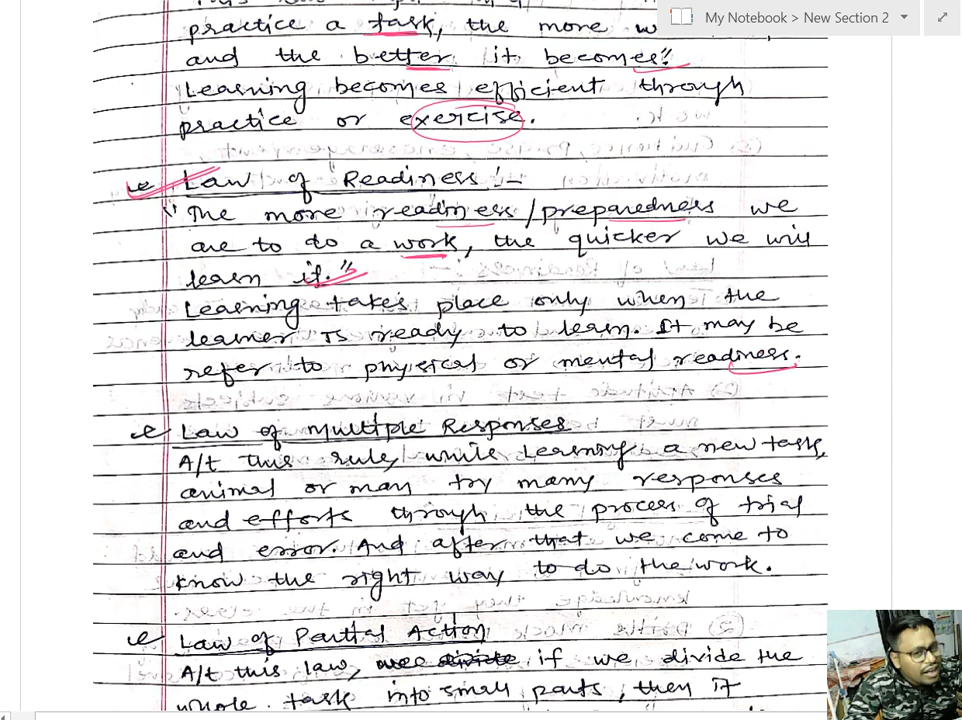 My Notebook > New Section 2
practice a task, the more
and the better it becomes."
Learning becomes efficient through
practice or exercise.
Law of Readiness :-
"The more readiness/preparedness we
are to do a work, the quicker we will
learn it."
Learning takes place only when the
learner is ready to learn. It may be
refer to physical or mental readiness.
Law of Multiple Responses
A/t this rule, while learning a new task,
animal or man try many responses
and efforts through the process of trial
and error. And after that we come to
know the right way to do the work.
Law of Partial Action
A/t this law, if we divide the
whole task into small parts, then it